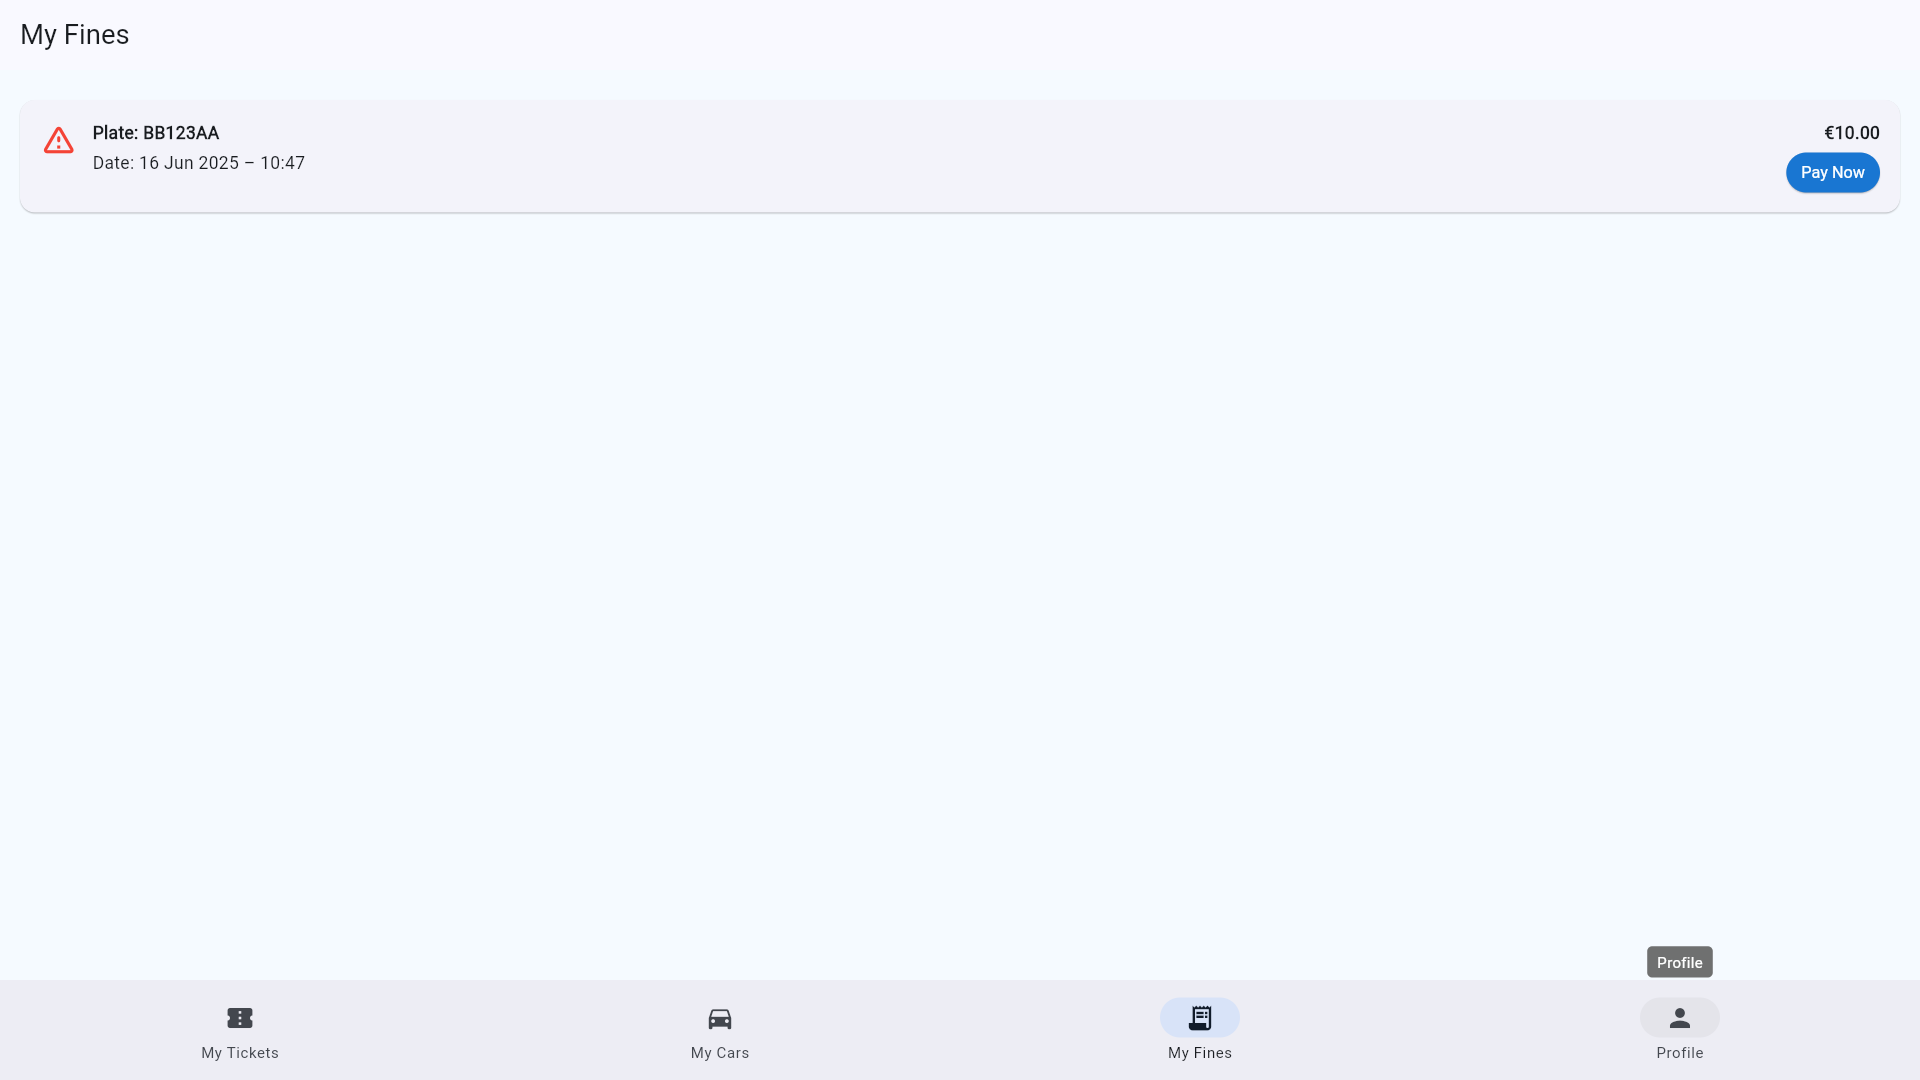 My Fines
Plate: BB123AA
€10.00
Date: 16 Jun 2025 – 10:47
Pay Now
Profile
My Tickets
My Cars
My Fines
Profile